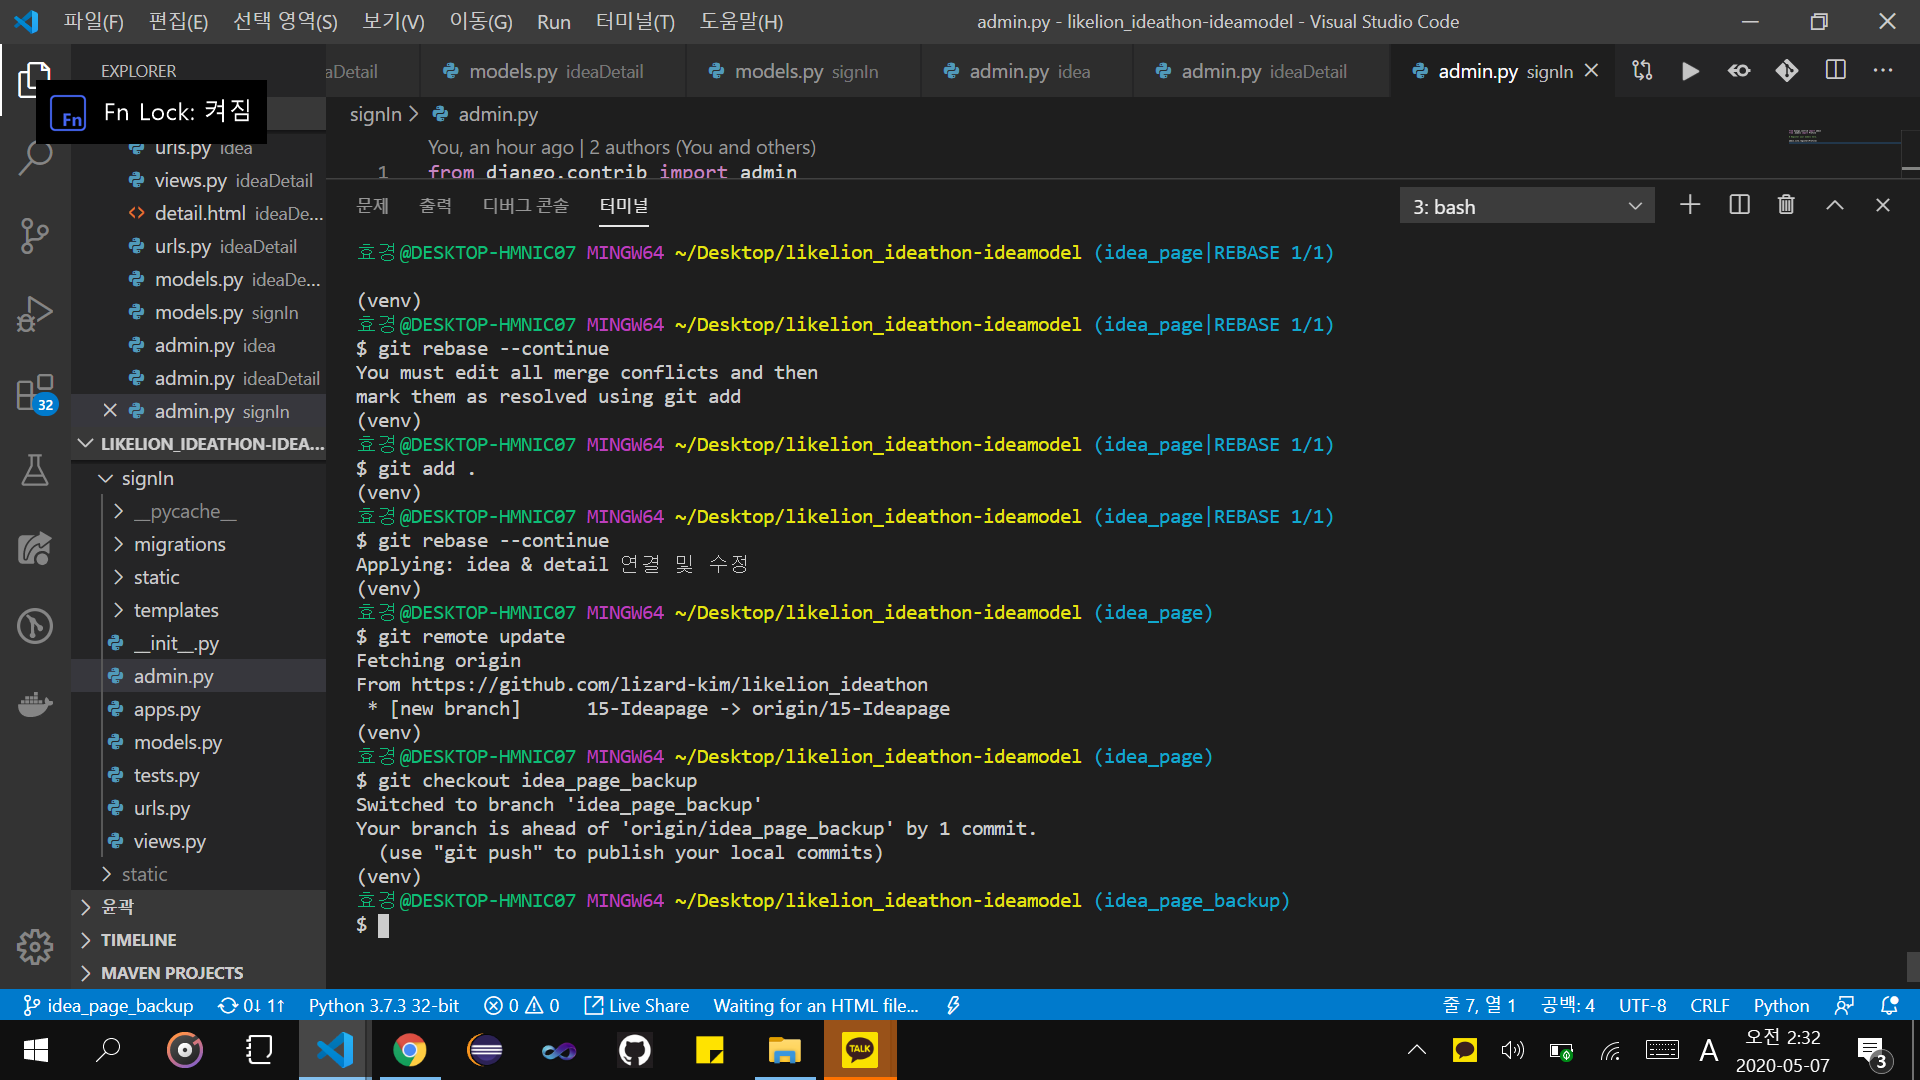 파일(F) 편집(E) 선택 영역(S) 보기(V) 이동(G) Run 터미널(T) 도움말(H)
admin.py - likelion_ideathon-ideamodel - Visual Studio Code
EXPLORER
Fn Fn Lock: 켜짐
urls.py idea
views.py ideaDetail
detail.html ideaDe...
urls.py ideaDetail
models.py ideaDe...
models.py signIn
admin.py idea
admin.py ideaDetail
admin.py signIn
32
LIKELION_IDEATHON-IDEA...
signIn
__pycache__
migrations
static
templates
__init__.py
admin.py
apps.py
models.py
tests.py
urls.py
views.py
static
윤곽
TIMELINE
MAVEN PROJECTS
aDetail models.py ideaDetail models.py signIn admin.py idea admin.py ideaDetail admin.py signIn
signIn > admin.py
You, an hour ago | 2 authors (You and others)
1 from django.contrib import admin
문제 출력 디버그 콘솔 터미널
3: bash
효경@DESKTOP-HMNIC07 MINGW64 ~/Desktop/likelion_ideathon-ideamodel (idea_page|REBASE 1/1)
(venv)
효경@DESKTOP-HMNIC07 MINGW64 ~/Desktop/likelion_ideathon-ideamodel (idea_page|REBASE 1/1)
$ git rebase --continue
You must edit all merge conflicts and then
mark them as resolved using git add
(venv)
효경@DESKTOP-HMNIC07 MINGW64 ~/Desktop/likelion_ideathon-ideamodel (idea_page|REBASE 1/1)
$ git add .
(venv)
효경@DESKTOP-HMNIC07 MINGW64 ~/Desktop/likelion_ideathon-ideamodel (idea_page|REBASE 1/1)
$ git rebase --continue
Applying: idea & detail 연결 및 수정
(venv)
효경@DESKTOP-HMNIC07 MINGW64 ~/Desktop/likelion_ideathon-ideamodel (idea_page)
$ git remote update
Fetching origin
From https://github.com/lizard-kim/likelion_ideathon
* [new branch] 15-Ideapage -> origin/15-Ideapage
(venv)
효경@DESKTOP-HMNIC07 MINGW64 ~/Desktop/likelion_ideathon-ideamodel (idea_page)
$ git checkout idea_page_backup
Switched to branch 'idea_page_backup'
Your branch is ahead of 'origin/idea_page_backup' by 1 commit.
(use "git push" to publish your local commits)
(venv)
효경@DESKTOP-HMNIC07 MINGW64 ~/Desktop/likelion_ideathon-ideamodel (idea_page_backup)
$
idea_page_backup 0↓ 1↑ Python 3.7.3 32-bit 0 0 Live Share Waiting for an HTML file... 줄 7, 열 1 공백: 4 UTF-8 CRLF Python
TALK A 오전 2:32
2020-05-07 3